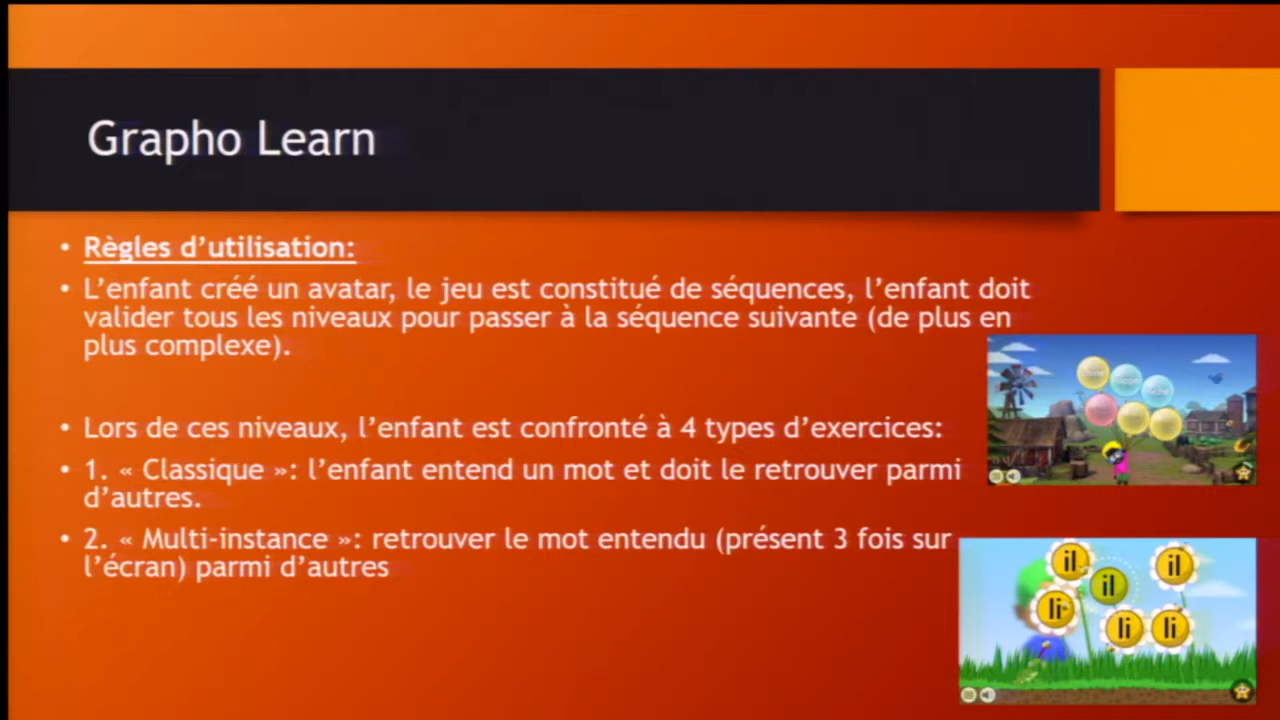 Grapho Learn
• Règles d’utilisation:
• L’enfant créé un avatar, le jeu est constitué de séquences, l’enfant doit
valider tous les niveaux pour passer à la séquence suivante (de plus en
plus complexe).
• Lors de ces niveaux, l’enfant est confronté à 4 types d’exercices:
• 1. « Classique »: l’enfant entend un mot et doit le retrouver parmi
d’autres.
• 2. « Multi-instance »: retrouver le mot entendu (présent 3 fois sur
l’écran) parmi d’autres
il
il
il
li
li
li